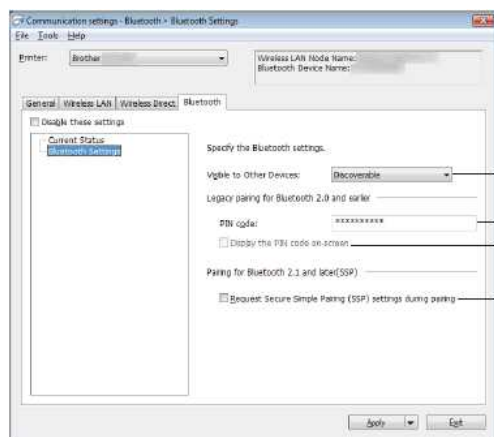 Communication settings - Bluetooth > Bluetooth Settings
File Tools Help
Printer: Brother
Wireless LAN Node Name:
Bluetooth Device Name:
General Wireless LAN Wireless Direct Bluetooth
Disable these settings
Current Status
Bluetooth Settings
Specify the Bluetooth settings.
Visible to Other Devices: Discoverable
Legacy pairing for Bluetooth 2.0 and earlier
PIN code: **********
Display the PIN code on screen
Pairing for Bluetooth 2.1 and later(SSP)
Request Secure Simple Pairing (SSP) settings during pairing
Apply Exit